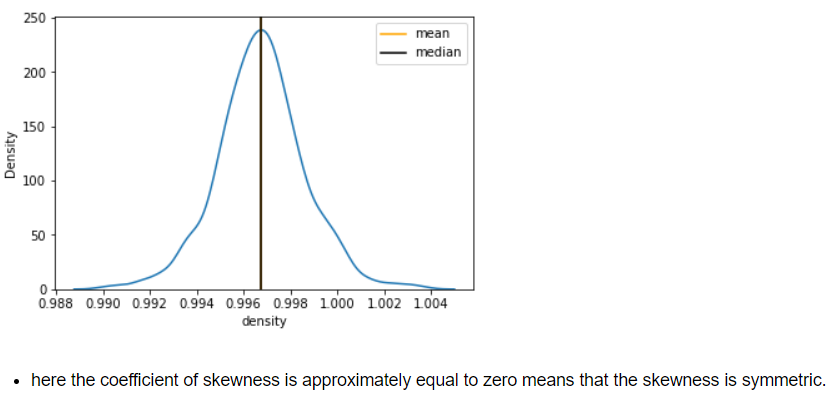 250
200
150
100
50
0
Density
0.988 0.990 0.992 0.994 0.996 0.998 1.000 1.002 1.004
density
mean
median
• here the coefficient of skewness is approximately equal to zero means that the skewness is symmetric.